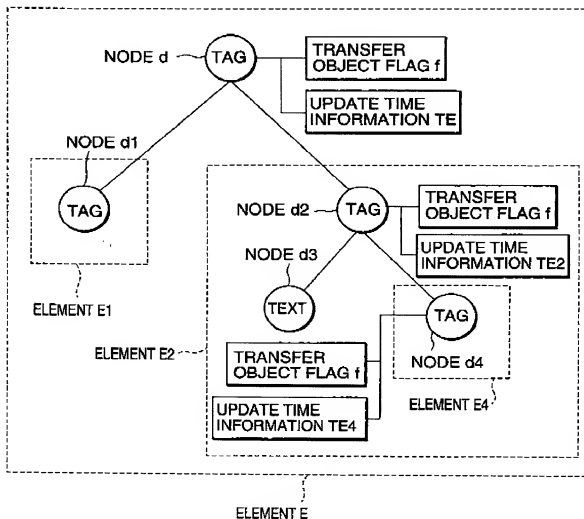 NODE d
TAG
TRANSFER
OBJECT FLAG f
UPDATE TIME
INFORMATION TE
NODE d1
TAG
ELEMENT E1
NODE d2
TAG
TRANSFER
OBJECT FLAG f
UPDATE TIME
INFORMATION TE2
NODE d3
TEXT
TAG
NODE d4
ELEMENT E2
TRANSFER
OBJECT FLAG f
ELEMENT E4
UPDATE TIME
INFORMATION TE4
ELEMENT E